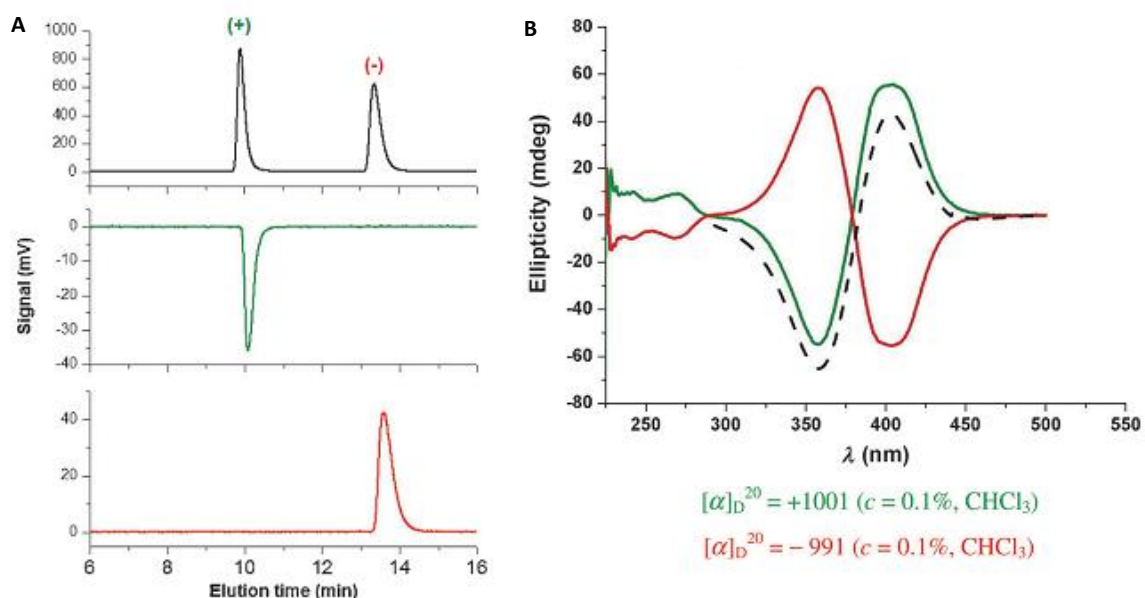 A
(+)
(-)
1000
800
600
400
200
0
0
-10
-20
-30
-40
40
20
0
6 8 10 12 14 16
Signal (mV)
Elution time (min)
B
80
60
40
20
0
-20
-40
-60
-80
250 300 350 400 450 500 550
Ellipticity (mdeg)
λ (nm)
[α]D20 = +1001 (c = 0.1%, CHCl3)
[α]D20 = − 991 (c = 0.1%, CHCl3)